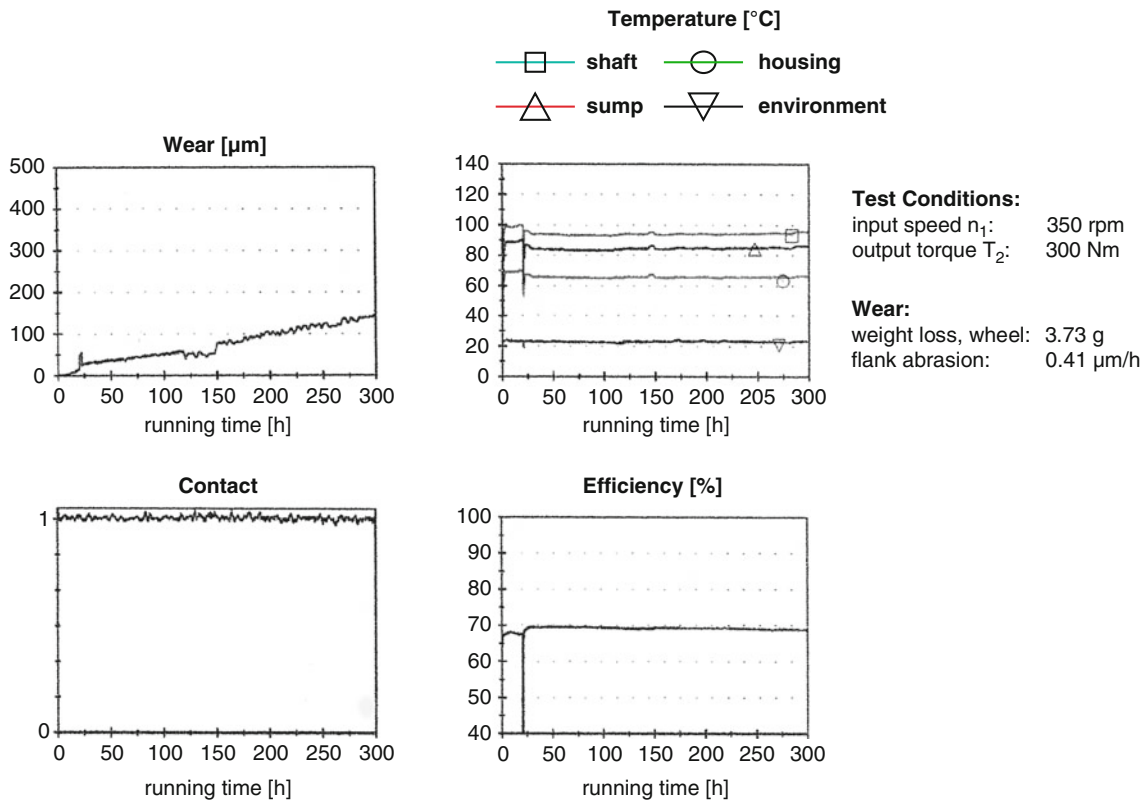 Temperature [°C]
shaft housing
sump environment
Wear [µm]
500
400
300
200
100
0
0 50 100 150 200 250 300
running time [h]
140
120
100
80
60
40
20
0
0 50 100 150 200 205 300
running time [h]
Test Conditions:
input speed n₁: 350 rpm
output torque T₂: 300 Nm
Wear:
weight loss, wheel: 3.73 g
flank abrasion: 0.41 µm/h
Contact
1
0
0 50 100 150 200 250 300
running time [h]
Efficiency [%]
100
90
80
70
60
50
40
0 50 100 150 200 250 300
running time [h]